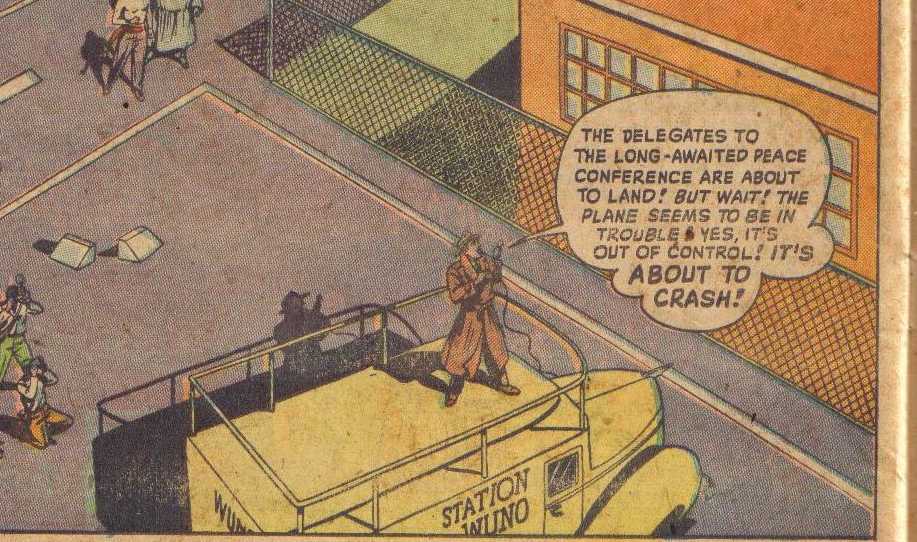 THE DELEGATES TO
THE LONG-AWAITED PEACE
CONFERENCE ARE ABOUT
TO LAND! BUT WAIT! THE
PLANE SEEMS TO BE IN
TROUBLE! YES, IT'S
OUT OF CONTROL! IT'S
ABOUT TO
CRASH!
STATION
WUNO
WUN